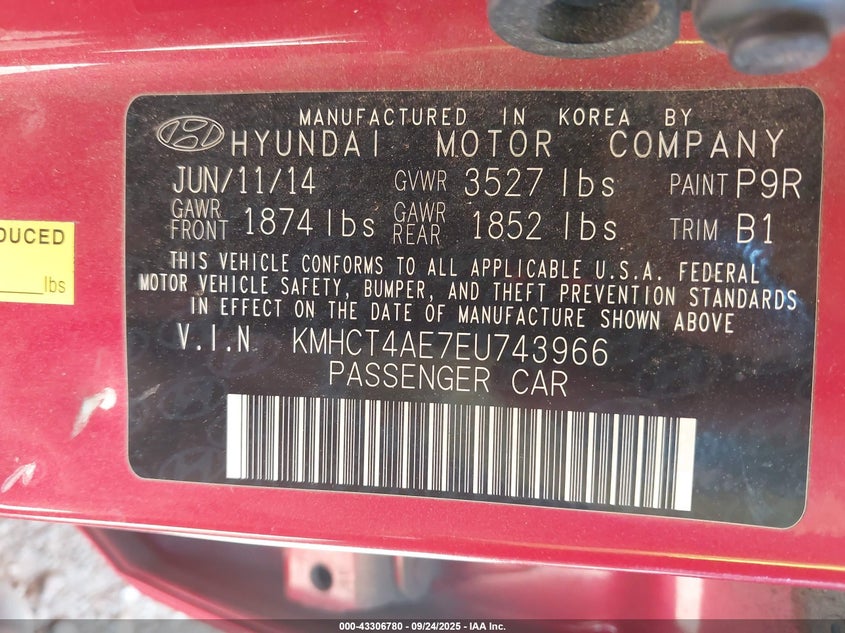 MANUFACTURED IN KOREA BY
HYUNDAI MOTOR COMPANY
JUN/11/14 GVWR 3527 lbs PAINT P9R
GAWR FRONT 1874 lbs GAWR REAR 1852 lbs TRIM B1
THIS VEHICLE CONFORMS TO ALL APPLICABLE U.S.A. FEDERAL
MOTOR VEHICLE SAFETY, BUMPER, AND THEFT PREVENTION STANDARDS
IN EFFECT ON THE DATE OF MANUFACTURE SHOWN ABOVE
V.I.N. KMHCT4AE7EU743966
PASSENGER CAR
DUCED
lbs
000-43306780 - 09/24/2025 - IAA Inc.